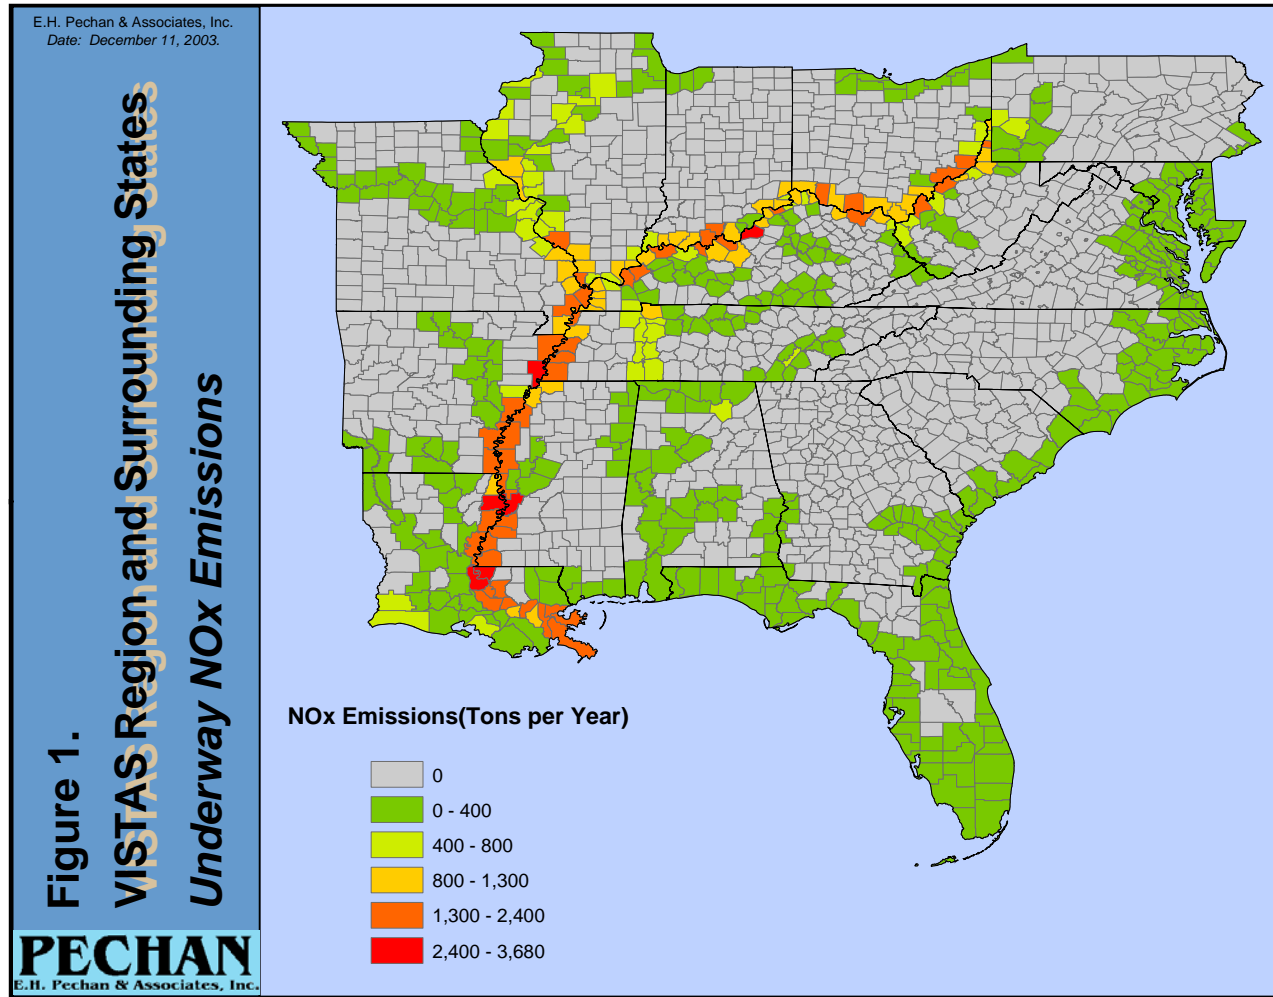 E.H. Pechan & Associates, Inc.
Date: December 11, 2003.
Figure 1.
VISTAS Region and Surrounding States
Underway NOx Emissions
PECHAN
E.H. Pechan & Associates, Inc.
NOx Emissions(Tons per Year)
0
0 - 400
400 - 800
800 - 1,300
1,300 - 2,400
2,400 - 3,680